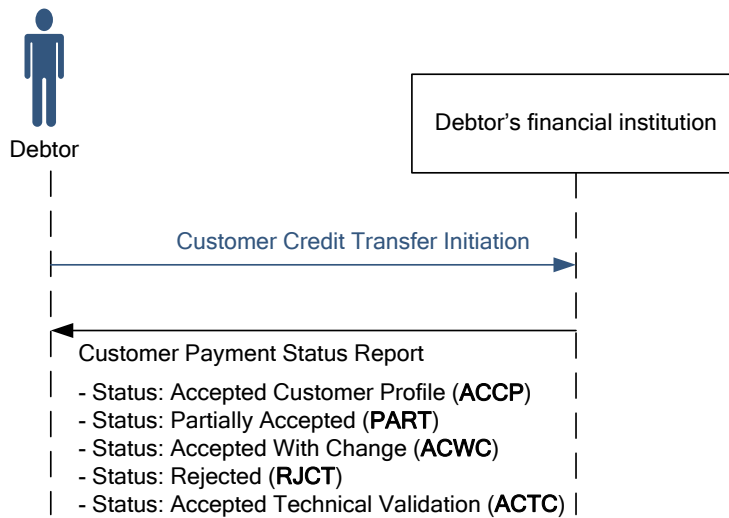 Debtor
Debtor's financial institution
Customer Credit Transfer Initiation
Customer Payment Status Report
- Status: Accepted Customer Profile (ACCP)
- Status: Partially Accepted (PART)
- Status: Accepted With Change (ACWC)
- Status: Rejected (RJCT)
- Status: Accepted Technical Validation (ACTC)